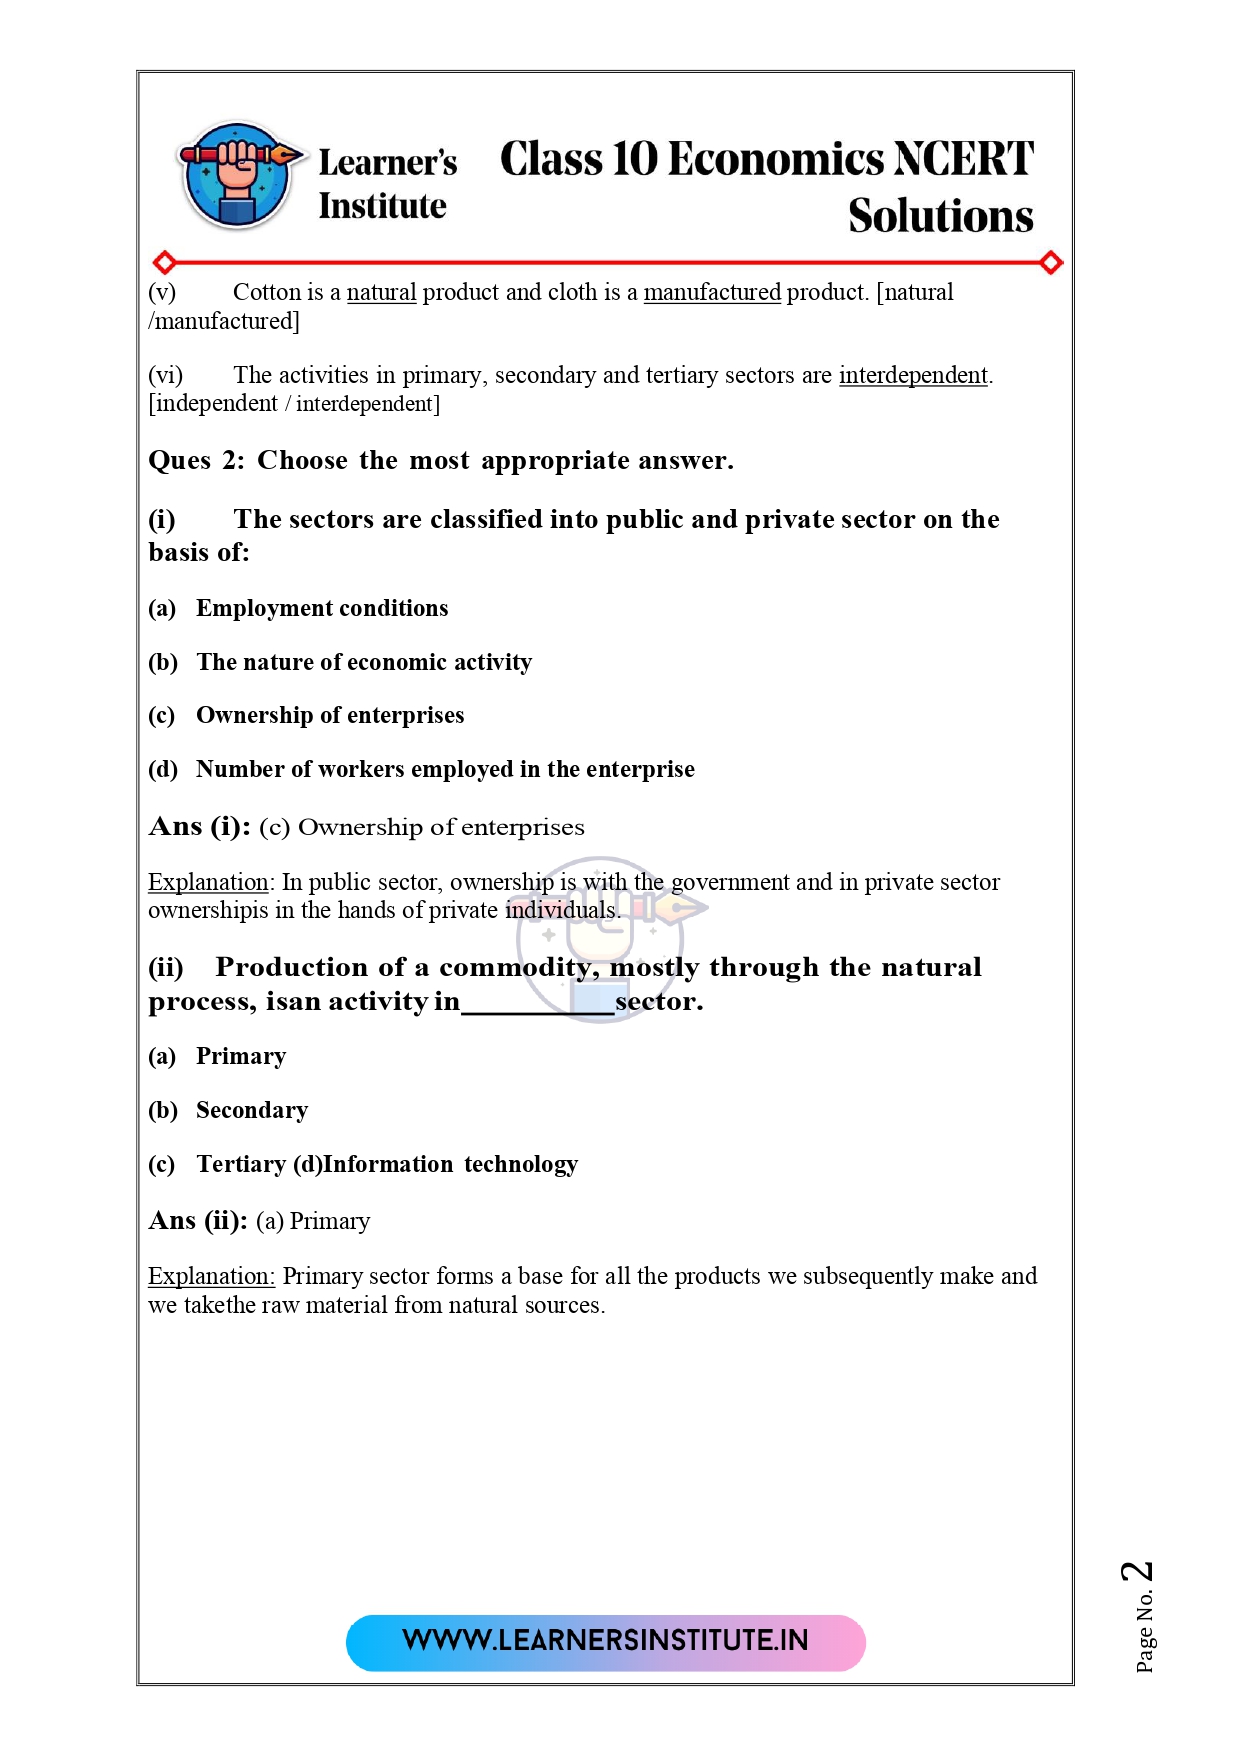 Learner's
Institute
Class 10 Economics NCERT
Solutions
(v) Cotton is a natural product and cloth is a manufactured product. [natural
/manufactured]
(vi) The activities in primary, secondary and tertiary sectors are interdependent.
[independent / interdependent]
Ques 2: Choose the most appropriate answer.
(i) The sectors are classified into public and private sector on the
basis of:
(a) Employment conditions
(b) The nature of economic activity
(c) Ownership of enterprises
(d) Number of workers employed in the enterprise
Ans (i): (c) Ownership of enterprises
Explanation: In public sector, ownership is with the government and in private sector
ownershipis in the hands of private individuals.
(ii) Production of a commodity, mostly through the natural
process, isan activity in__________sector.
(a) Primary
(b) Secondary
(c) Tertiary (d)Information technology
Ans (ii): (a) Primary
Explanation: Primary sector forms a base for all the products we subsequently make and
we takethe raw material from natural sources.
WWW.LEARNERSINSTITUTE.IN
Page No. 2